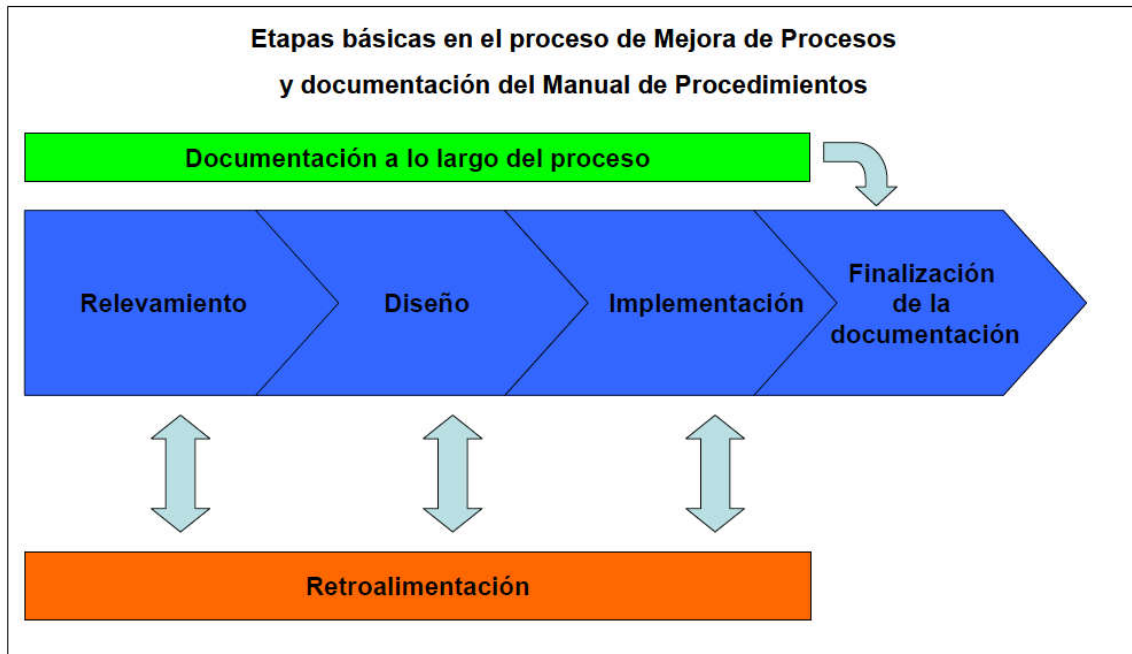 Etapas básicas en el proceso de Mejora de Procesos
y documentación del Manual de Procedimientos
Documentación a lo largo del proceso
Relevamiento
Diseño
Implementación
Finalización
de la
documentación
Retroalimentación